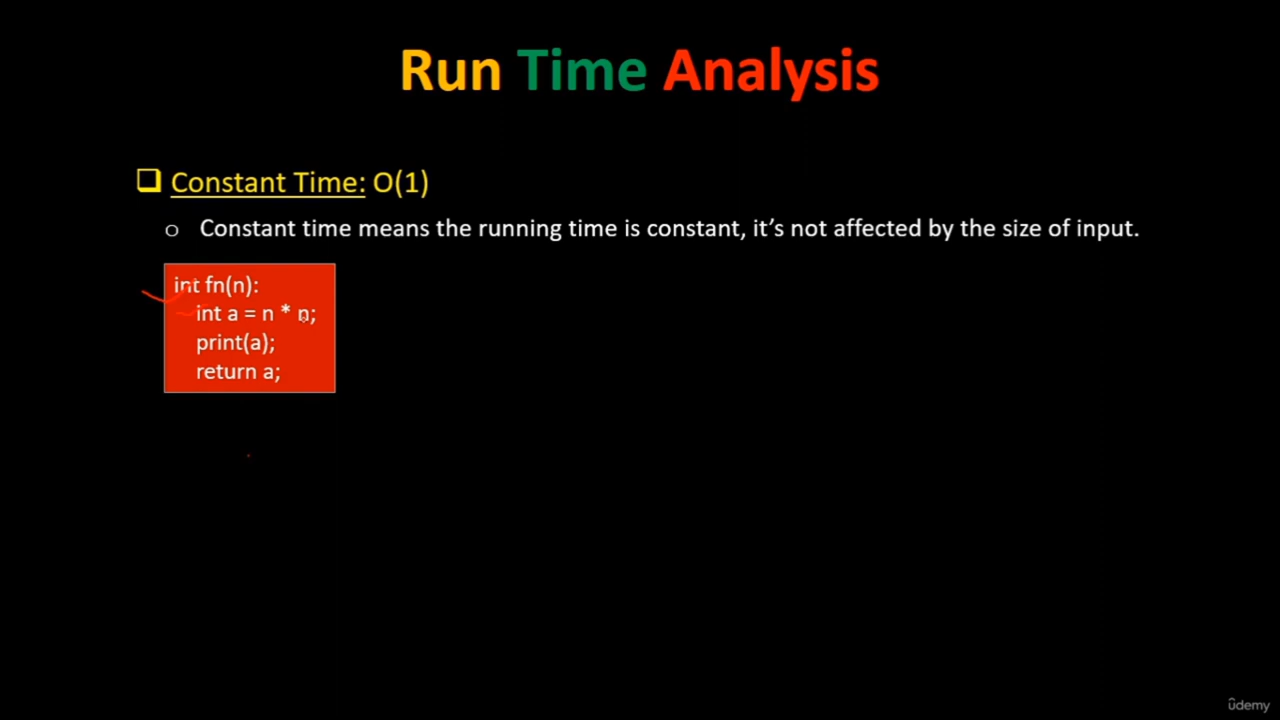 Run Time Analysis
Constant Time: O(1)
o Constant time means the running time is constant, it’s not affected by the size of input.
int fn(n):
int a = n * n;
print(a);
return a;
ûdemy